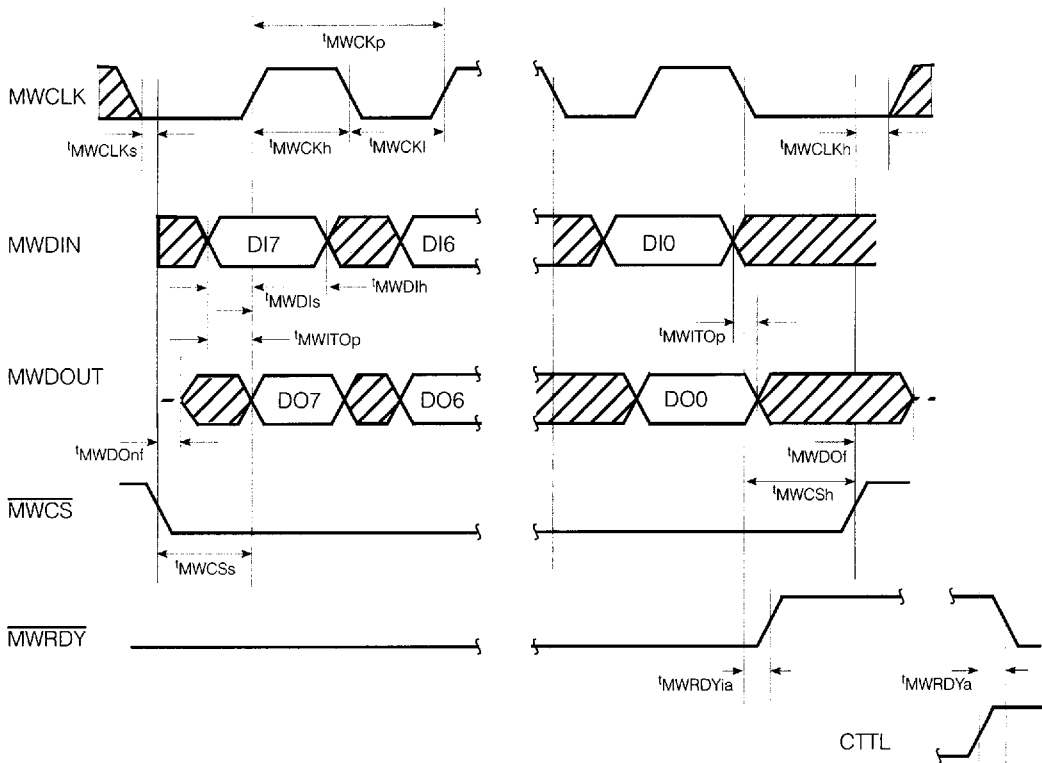 tMWCKp
MWCLK
tMWCLKs
tMWCKh
tMWCKl
tMWCLKh
MWDIN
DI7
DI6
DI0
tMWDIs
tMWDIh
tMWITOp
tMWITOp
MWDOUT
DO7
DO6
DO0
tMWDOnf
tMWDOf
MWCS
tMWCSh
tMWCSs
MWRDY
tMWRDYia
tMWRDYa
CTTL